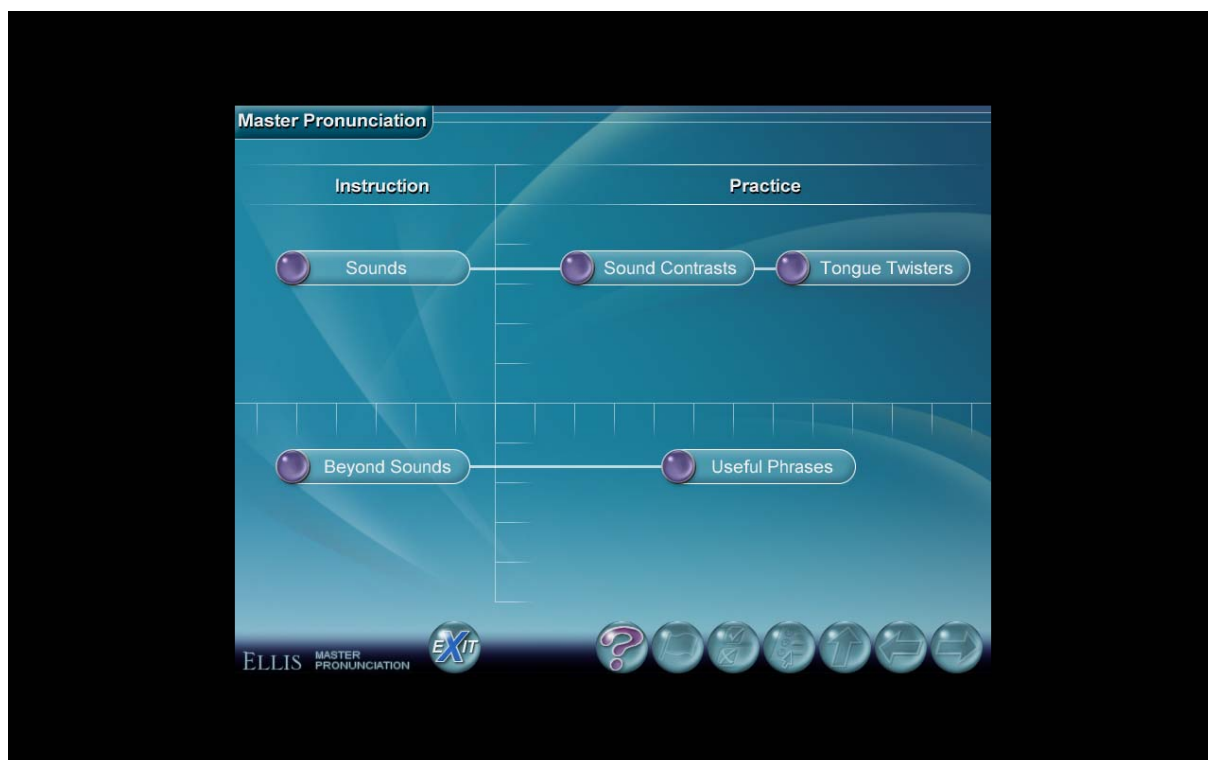 Master Pronunciation
Instruction Practice
Sounds Sound Contrasts Tongue Twisters
Beyond Sounds Useful Phrases
ELLIS MASTER PRONUNCIATION EXIT ?